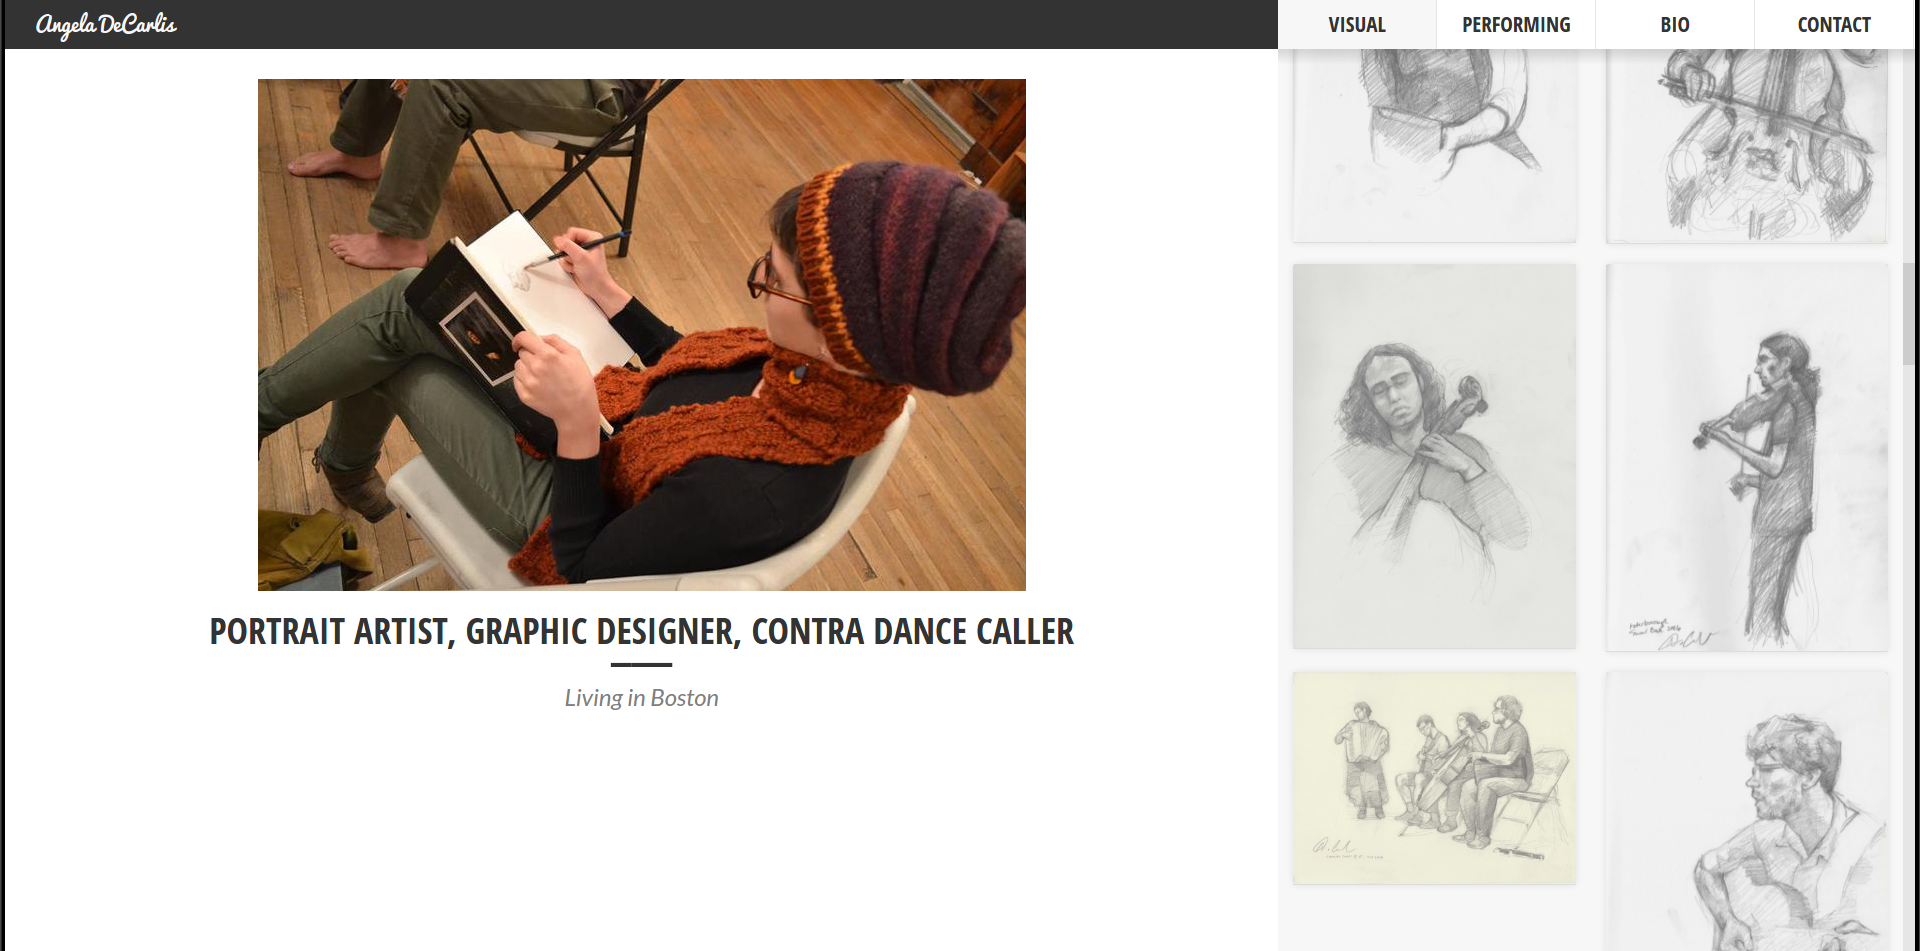 Angela DeCarlis
VISUAL
PERFORMING
BIO
CONTACT
PORTRAIT ARTIST, GRAPHIC DESIGNER, CONTRA DANCE CALLER
Living in Boston